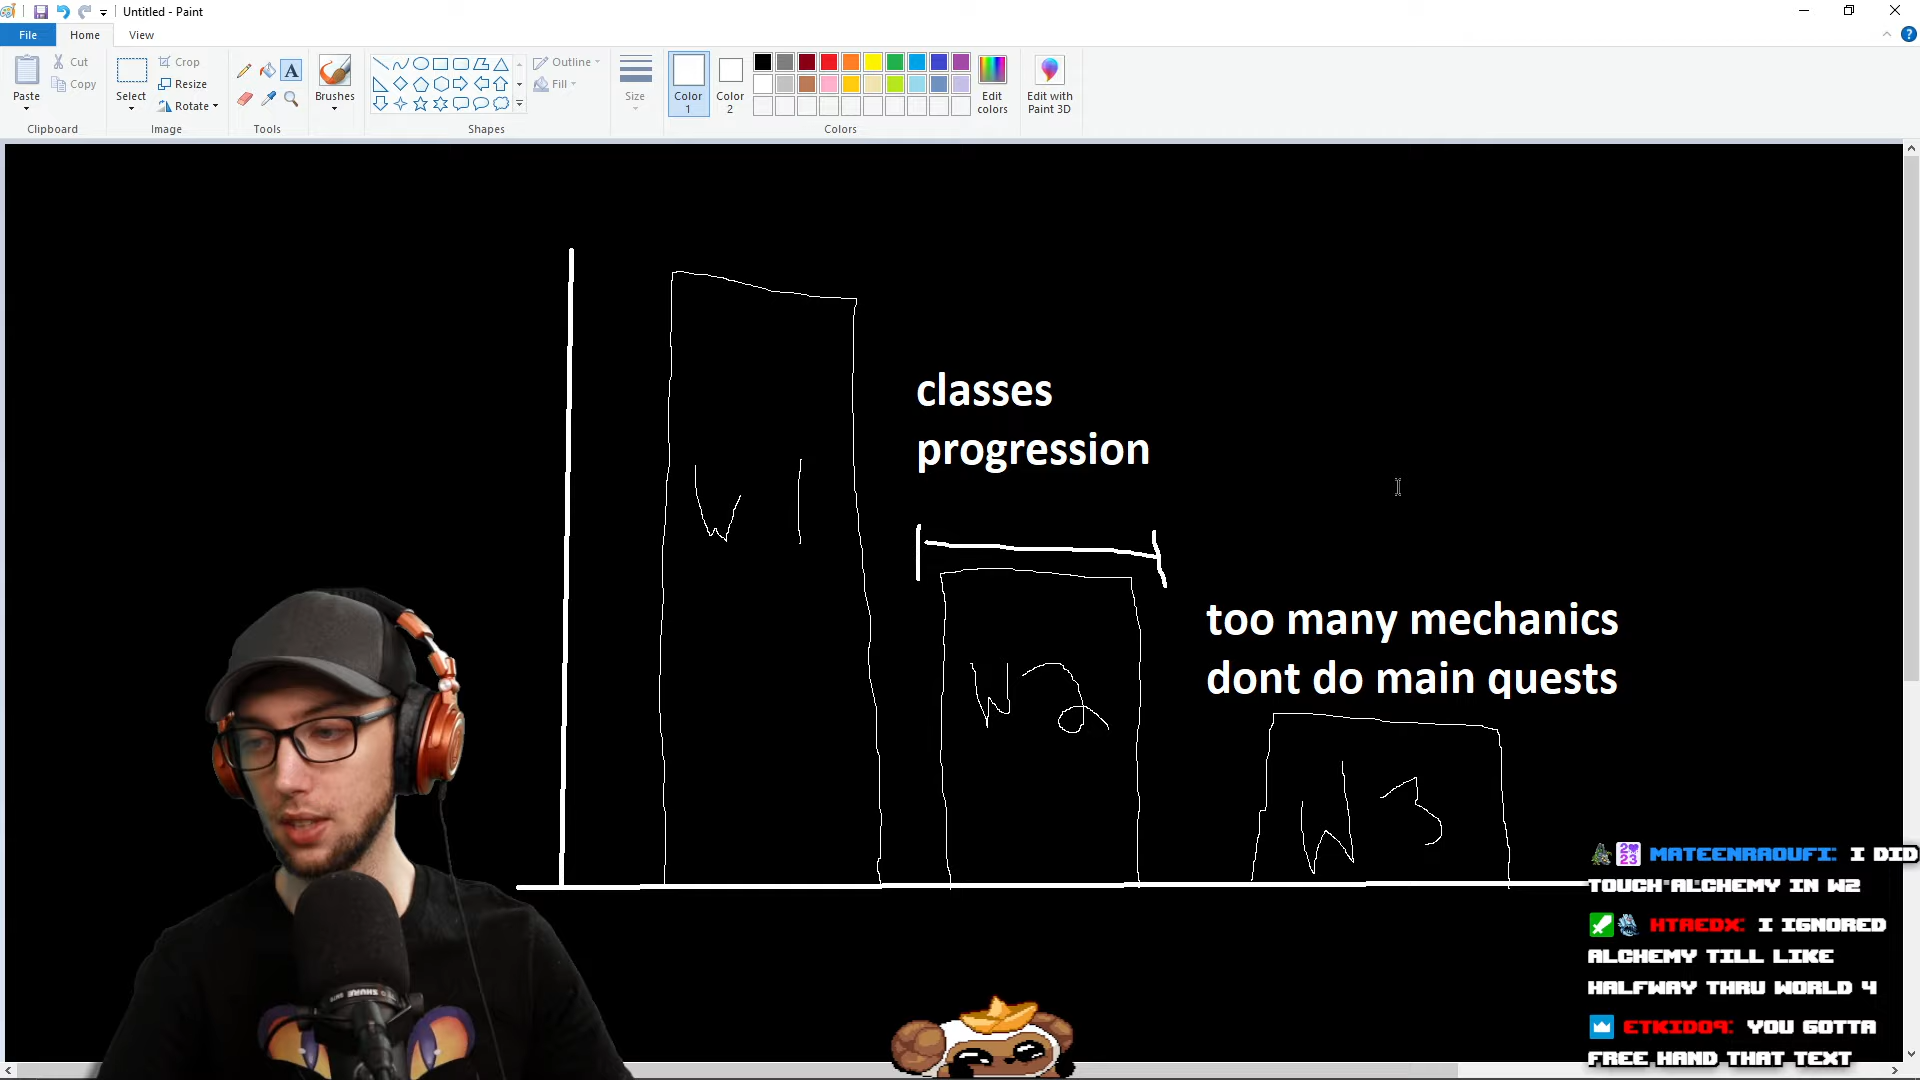 Untitled - Paint
File Home View
Paste
Cut
Copy
Clipboard
Select
Crop
Resize
Rotate
Image
Tools
Brushes
Shapes
Outline
Fill
Size
Color 1
Color 2
Edit colors
Edit with Paint 3D
Colors
classes
progression
W 1
too many mechanics
dont do main quests
W2
W 3
MATEENRAOUFI: I DID
TOUCH ALCHEMY IN W2
HTAEDX: I IGNORED
ALCHEMY TILL LIKE
HALFWAY THRU WORLD 4
ETKID09: YOU GOTTA
FREE HAND THAT TEXT